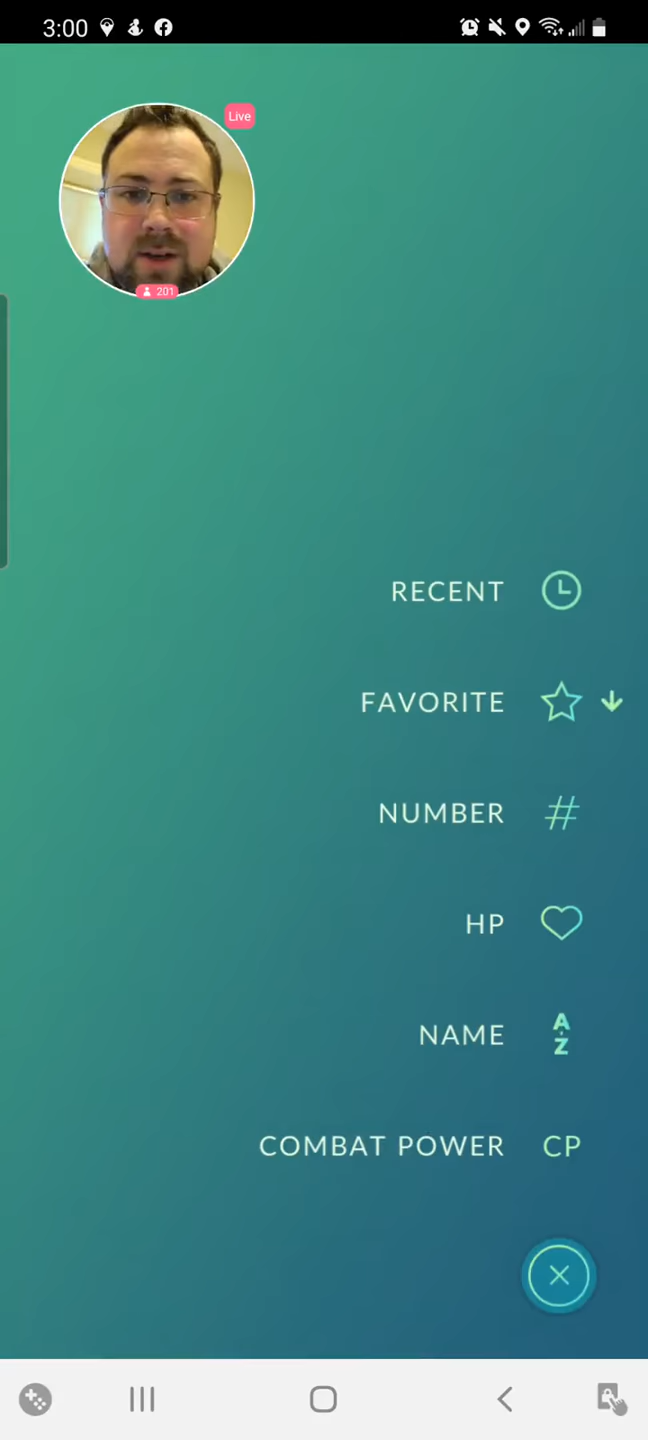 3:00
Live
201
RECENT
FAVORITE
NUMBER #
HP
NAME A-Z
COMBAT POWER CP